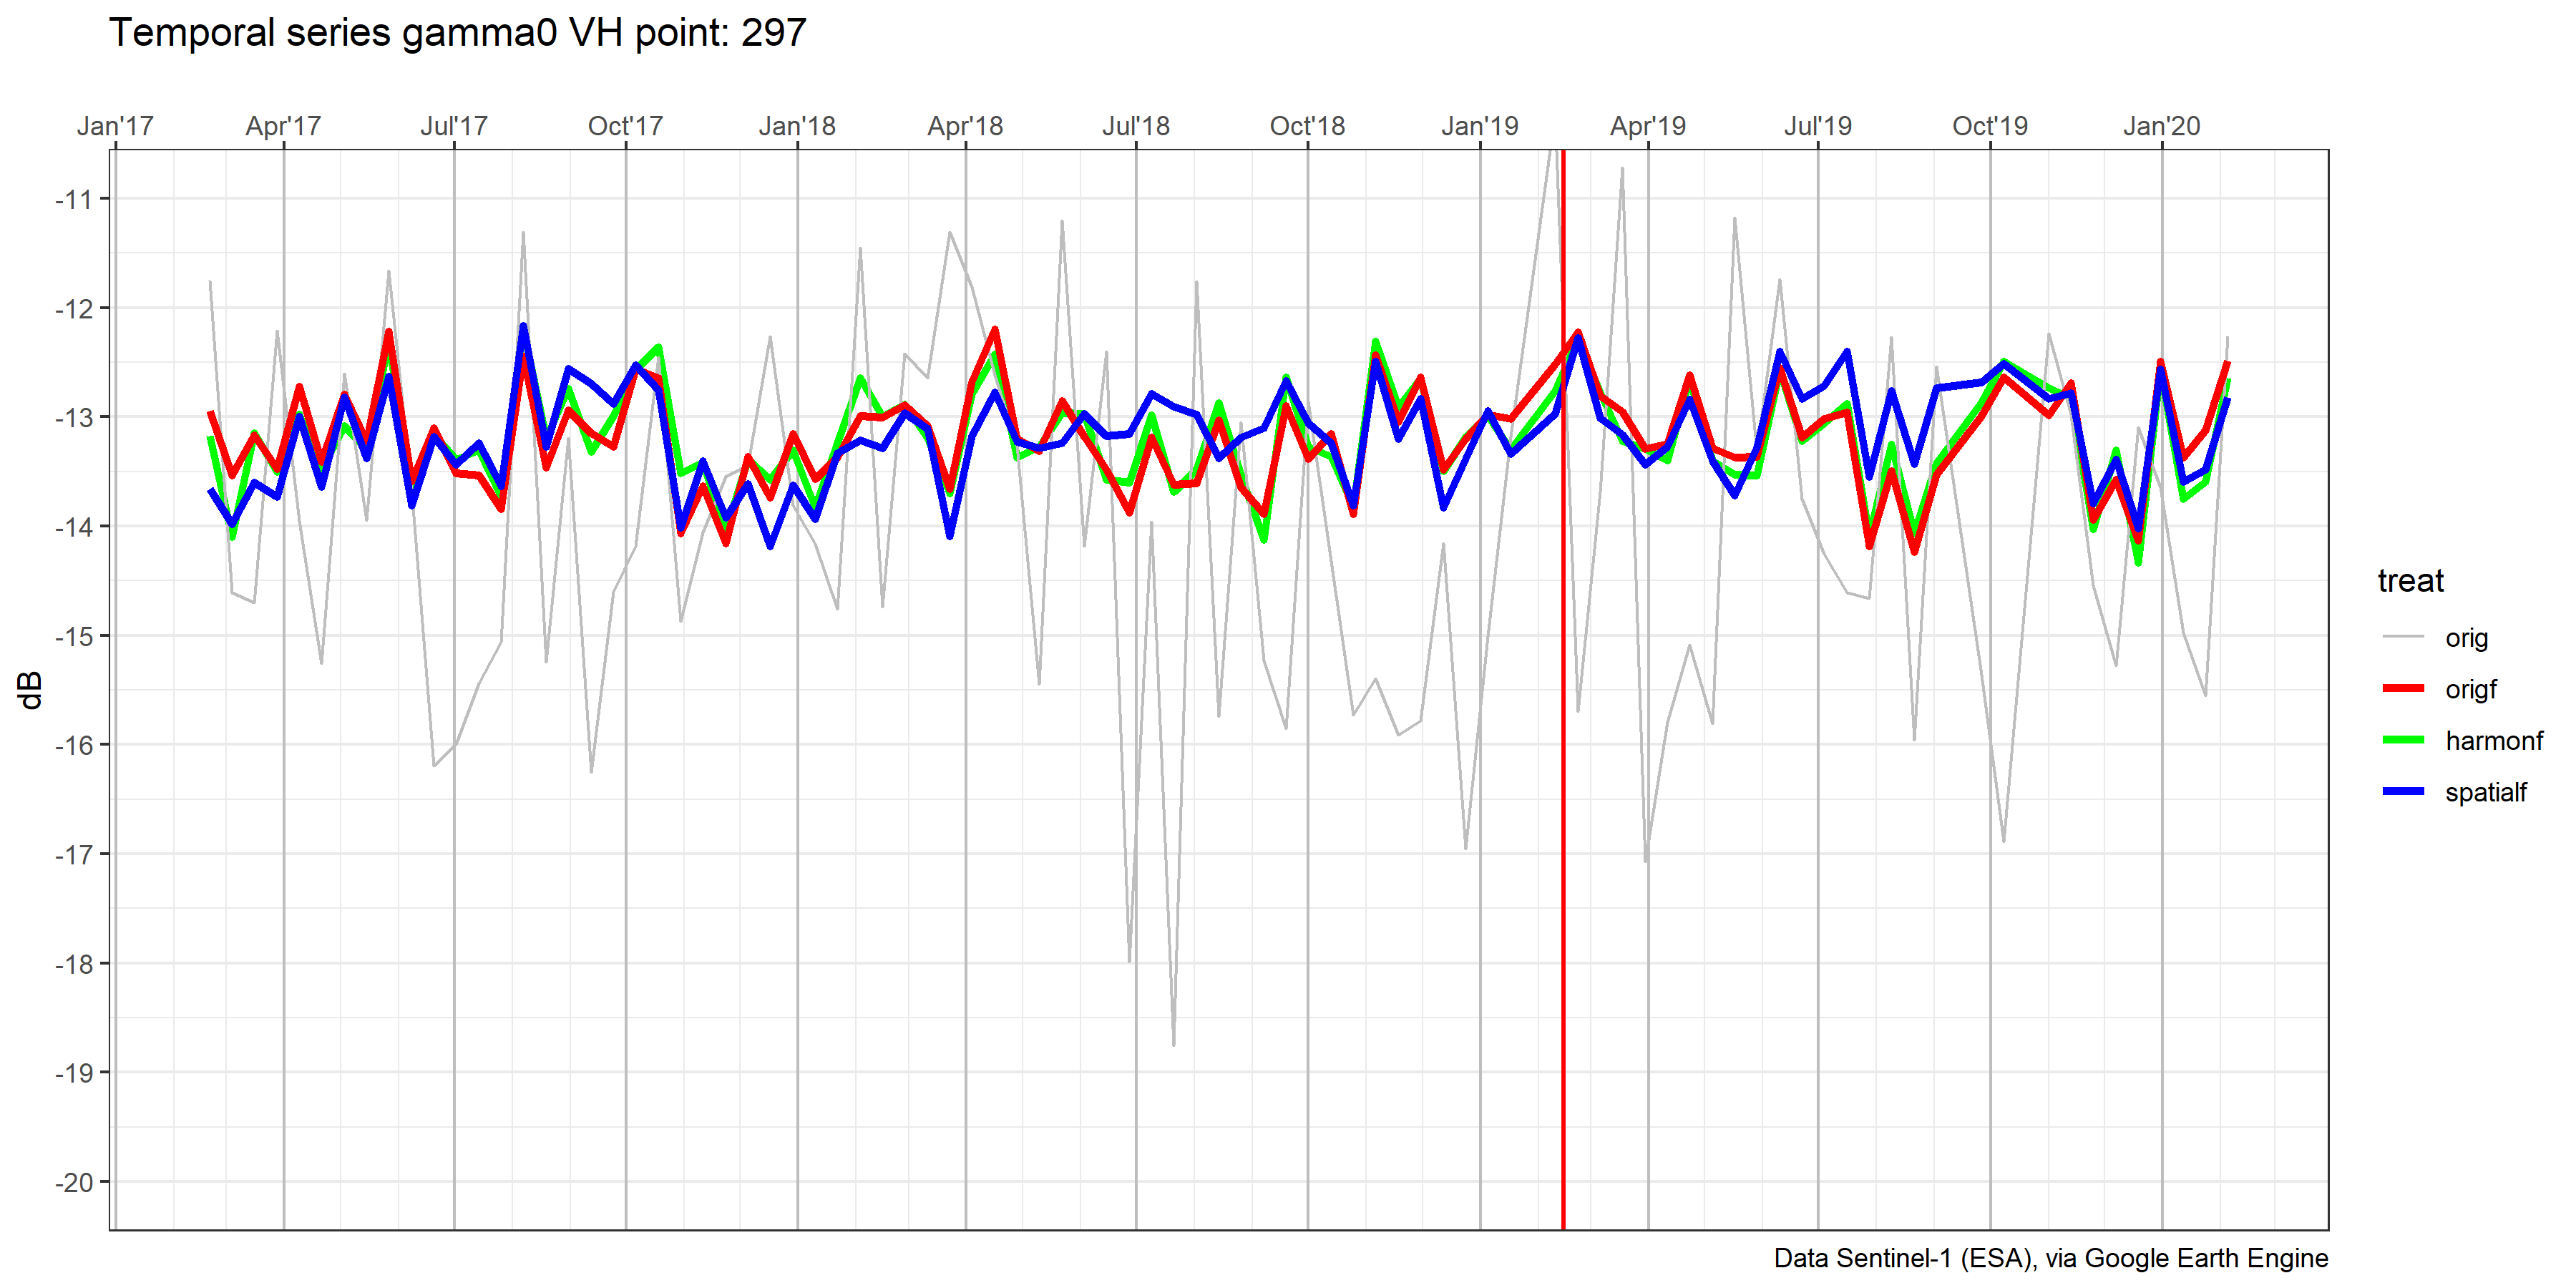 Temporal series gamma0 VH point: 297
Jan'17 Apr'17 Jul'17 Oct'17 Jan'18 Apr'18 Jul'18 Oct'18 Jan'19 Apr'19 Jul'19 Oct'19 Jan'20
-11
-12
-13
-14
-15
-16
-17
-18
-19
-20
dB
treat
orig
origf
harmonf
spatialf
Data Sentinel-1 (ESA), via Google Earth Engine